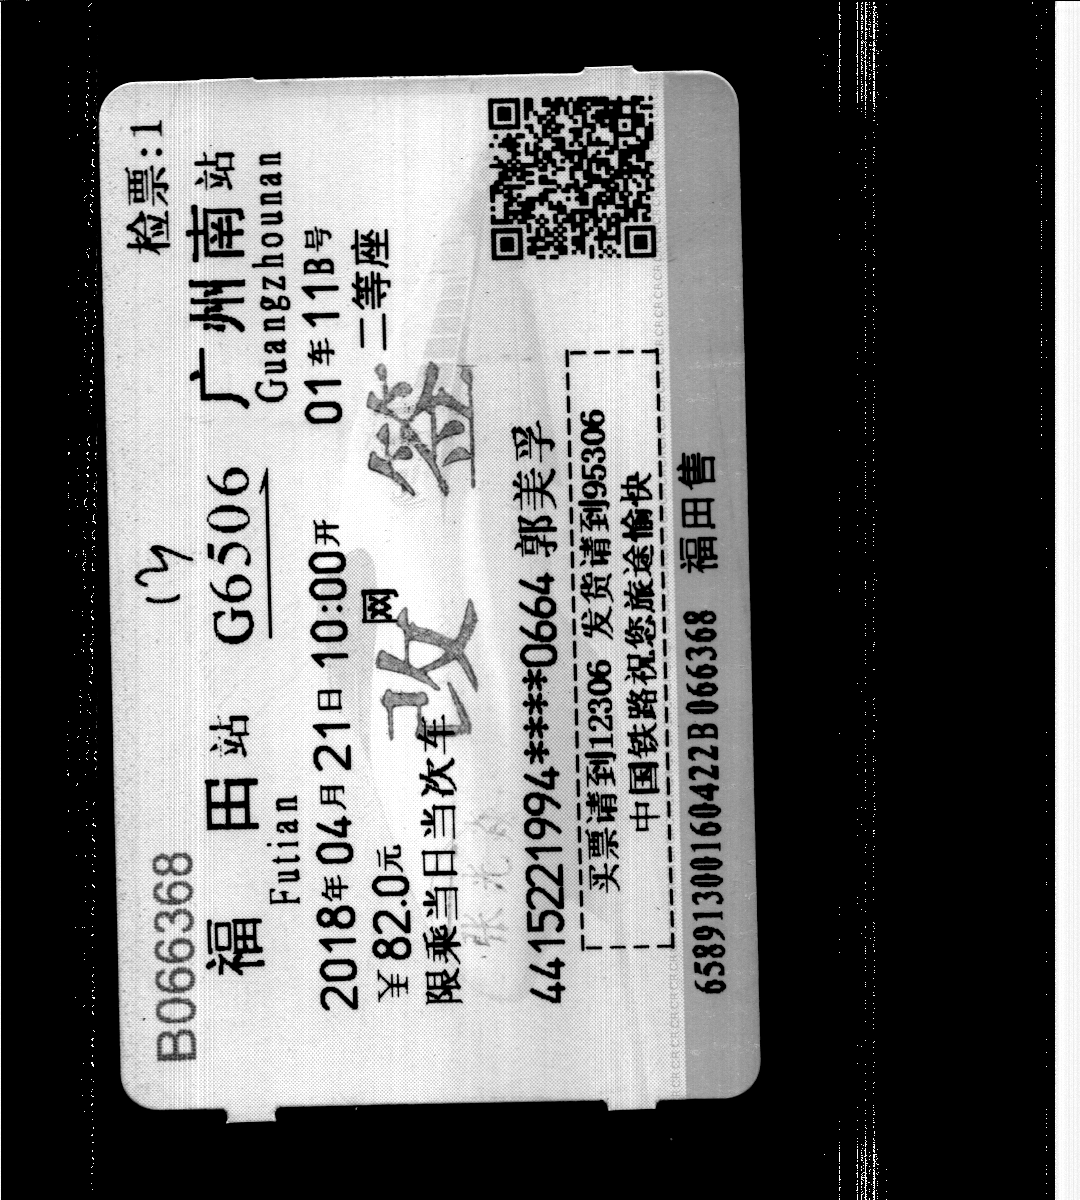 B066368 检票:1
福田站 G6506 广州南站
Futian Guangzhounan
2018年04月21日 10:00开 01车11B号
￥82.0元 网 二等座
已改签
限乘当日当次车
4415221994****0664 郭美孚
买票请到12306 发货请到95306
中国铁路祝您旅途愉快
65891300160422B066368 福田售